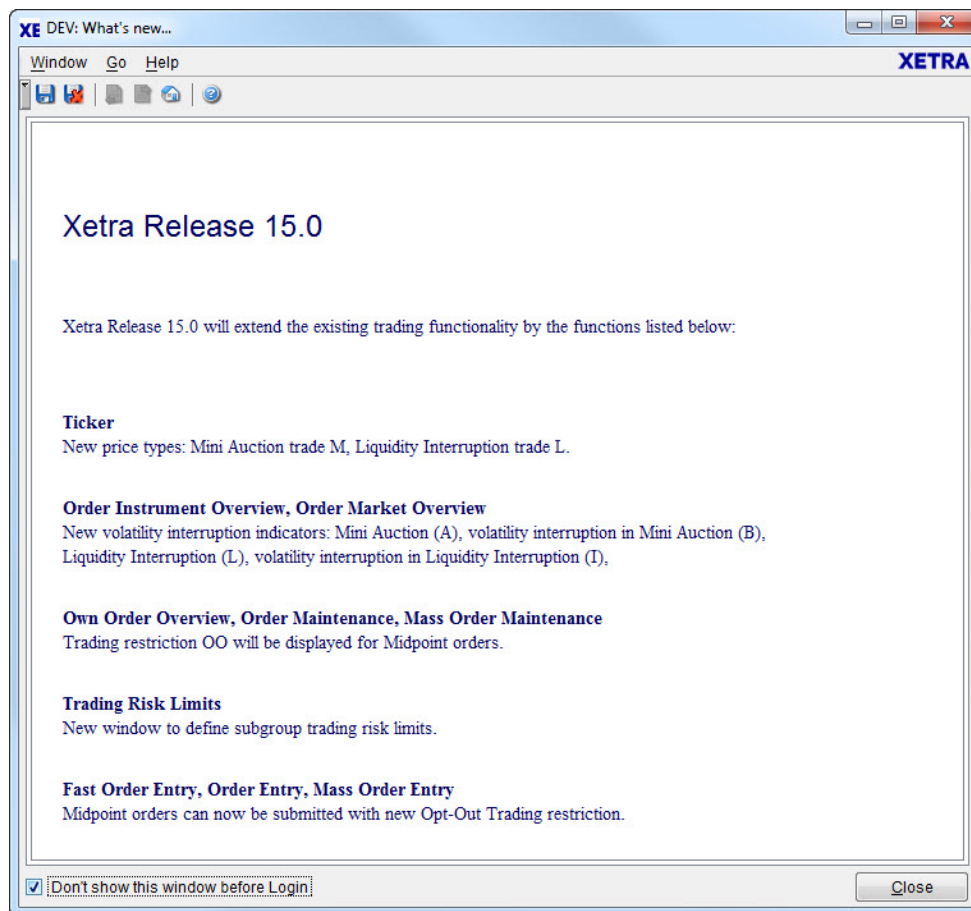 XE DEV: What's new...
Window Go Help
XETRA
Xetra Release 15.0
Xetra Release 15.0 will extend the existing trading functionality by the functions listed below:
Ticker
New price types: Mini Auction trade M, Liquidity Interruption trade L.
Order Instrument Overview, Order Market Overview
New volatility interruption indicators: Mini Auction (A), volatility interruption in Mini Auction (B),
Liquidity Interruption (L), volatility interruption in Liquidity Interruption (I),
Own Order Overview, Order Maintenance, Mass Order Maintenance
Trading restriction OO will be displayed for Midpoint orders.
Trading Risk Limits
New window to define subgroup trading risk limits.
Fast Order Entry, Order Entry, Mass Order Entry
Midpoint orders can now be submitted with new Opt-Out Trading restriction.
Don't show this window before Login
Close